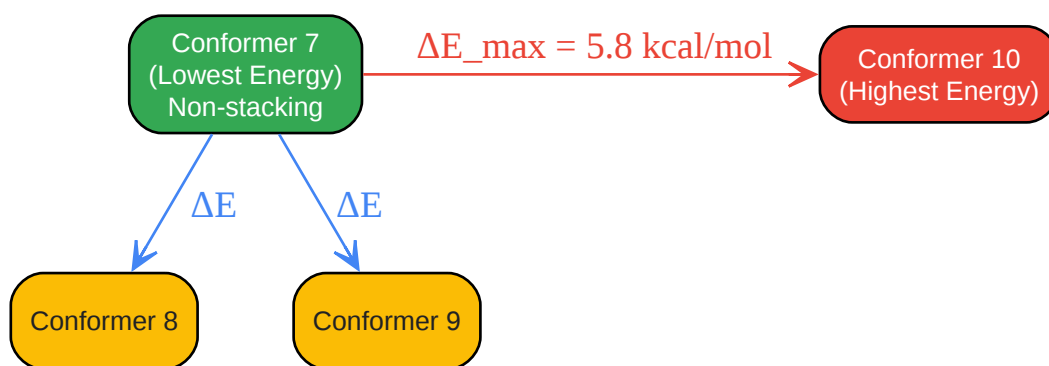 Conformer 7
(Lowest Energy)
Non-stacking
ΔE_max = 5.8 kcal/mol
Conformer 10
(Highest Energy)
ΔE
ΔE
Conformer 8
Conformer 9